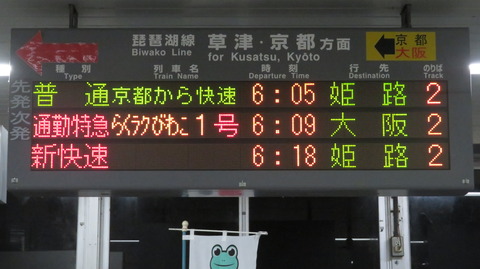 琵琶湖線 草津・京都方面
Biwako Line for Kusatsu, Kyōto
京都
大阪
種別 列車名 時刻 行先 のりば
Type Train Name Departure Time Destination Track
先発 普通 京都から快速 6:05 姫路 2
次発 通勤特急 らくラクびわこ1号 6:09 大阪 2
新快速 6:18 姫路 2